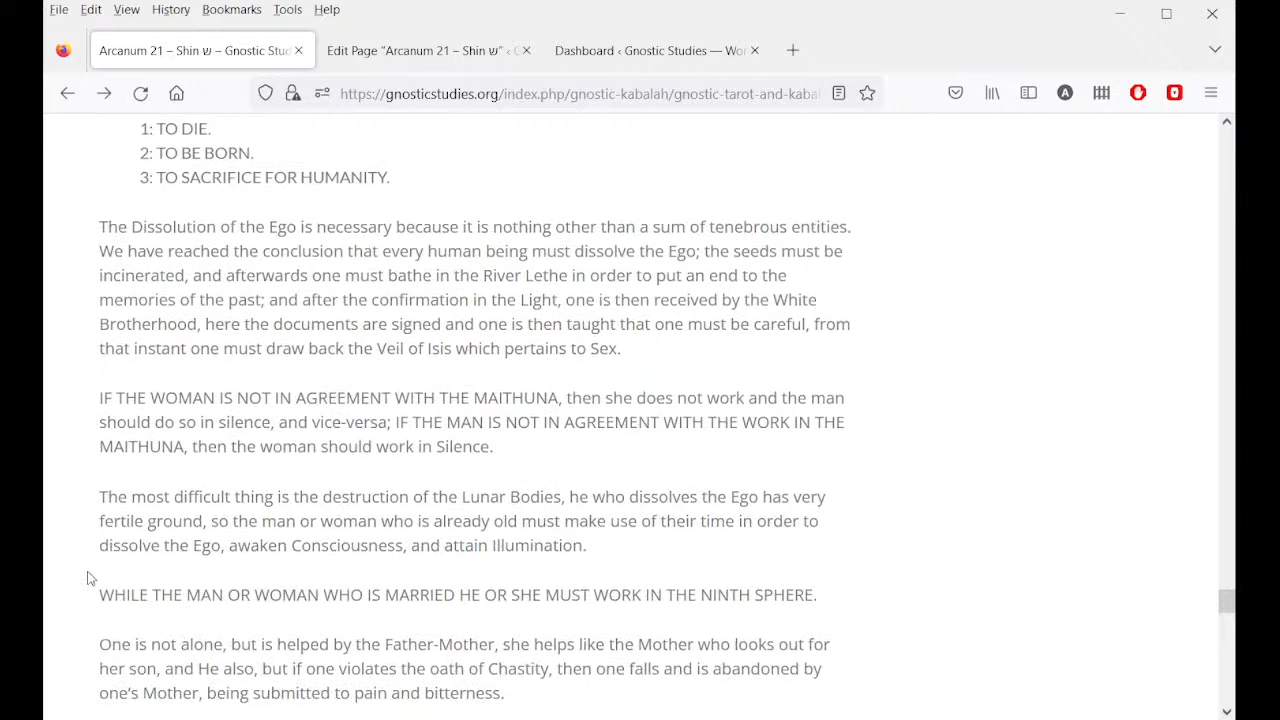 File Edit View History Bookmarks Tools Help
Arcanum 21 – Shin ש – Gnostic Stud
Edit Page "Arcanum 21 – Shin ש" ‹ G
Dashboard ‹ Gnostic Studies — Wor
https://gnosticstudies.org/index.php/gnostic-kabalah/gnostic-tarot-and-kaba
1: TO DIE.
2: TO BE BORN.
3: TO SACRIFICE FOR HUMANITY.
The Dissolution of the Ego is necessary because it is nothing other than a sum of tenebrous entities.
We have reached the conclusion that every human being must dissolve the Ego; the seeds must be
incinerated, and afterwards one must bathe in the River Lethe in order to put an end to the
memories of the past; and after the confirmation in the Light, one is then received by the White
Brotherhood, here the documents are signed and one is then taught that one must be careful, from
that instant one must draw back the Veil of Isis which pertains to Sex.
IF THE WOMAN IS NOT IN AGREEMENT WITH THE MAITHUNA, then she does not work and the man
should do so in silence, and vice-versa; IF THE MAN IS NOT IN AGREEMENT WITH THE WORK IN THE
MAITHUNA, then the woman should work in Silence.
The most difficult thing is the destruction of the Lunar Bodies, he who dissolves the Ego has very
fertile ground, so the man or woman who is already old must make use of their time in order to
dissolve the Ego, awaken Consciousness, and attain Illumination.
WHILE THE MAN OR WOMAN WHO IS MARRIED HE OR SHE MUST WORK IN THE NINTH SPHERE.
One is not alone, but is helped by the Father-Mother, she helps like the Mother who looks out for
her son, and He also, but if one violates the oath of Chastity, then one falls and is abandoned by
one's Mother, being submitted to pain and bitterness.